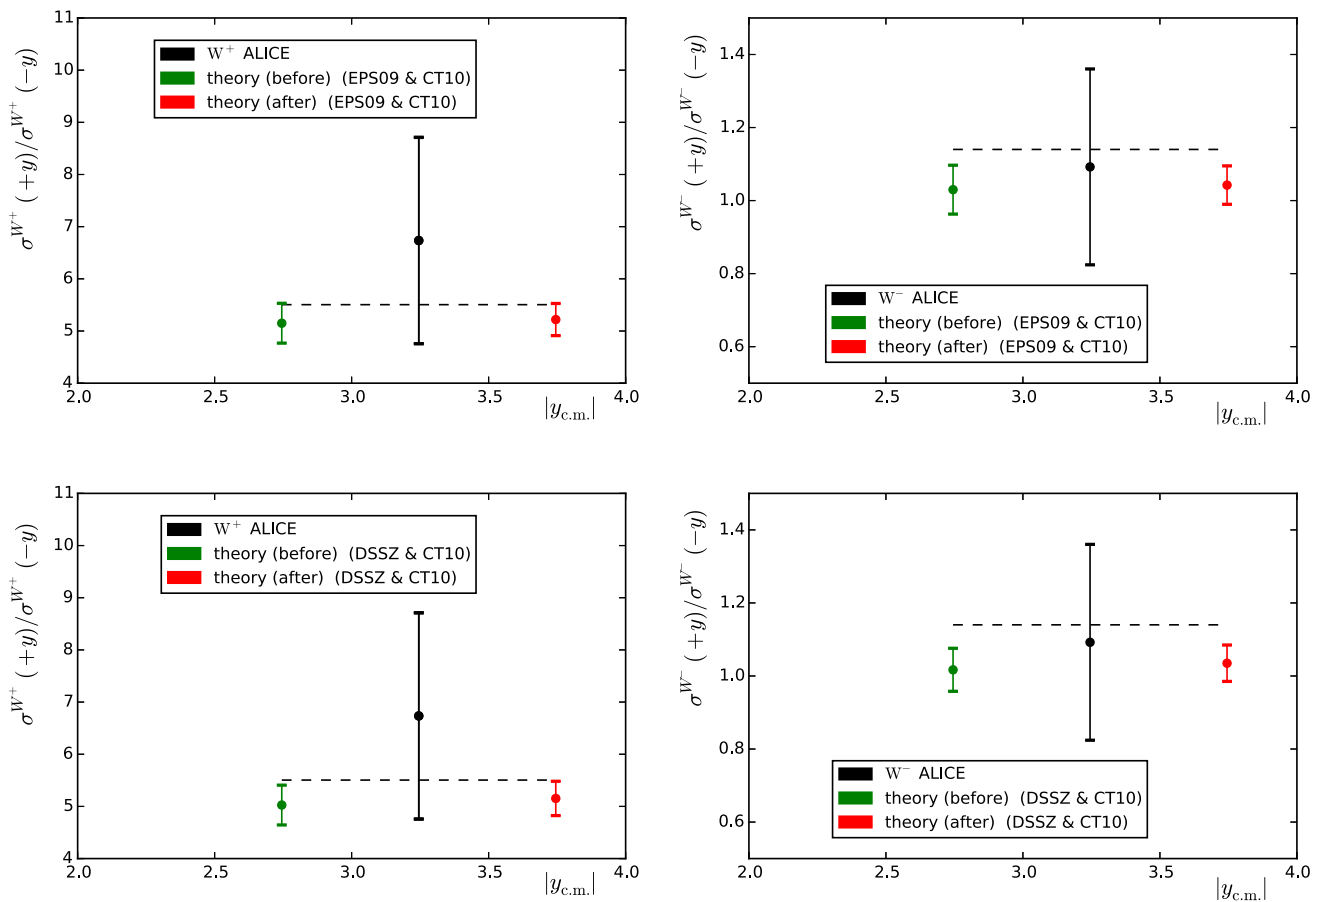 11
10
9
8
7
6
5
4
σ^{W^+} (+y)/σ^{W^+} (−y)
W⁺ ALICE
theory (before) (EPS09 & CT10)
theory (after) (EPS09 & CT10)
2.0 2.5 3.0 3.5 4.0
|y_{c.m.}|
1.4
1.2
1.0
0.8
0.6
σ^{W^-} (+y)/σ^{W^-} (−y)
W⁻ ALICE
theory (before) (EPS09 & CT10)
theory (after) (EPS09 & CT10)
2.0 2.5 3.0 3.5 4.0
|y_{c.m.}|
11
10
9
8
7
6
5
4
σ^{W^+} (+y)/σ^{W^+} (−y)
W⁺ ALICE
theory (before) (DSSZ & CT10)
theory (after) (DSSZ & CT10)
2.0 2.5 3.0 3.5 4.0
|y_{c.m.}|
1.4
1.2
1.0
0.8
0.6
σ^{W^-} (+y)/σ^{W^-} (−y)
W⁻ ALICE
theory (before) (DSSZ & CT10)
theory (after) (DSSZ & CT10)
2.0 2.5 3.0 3.5 4.0
|y_{c.m.}|